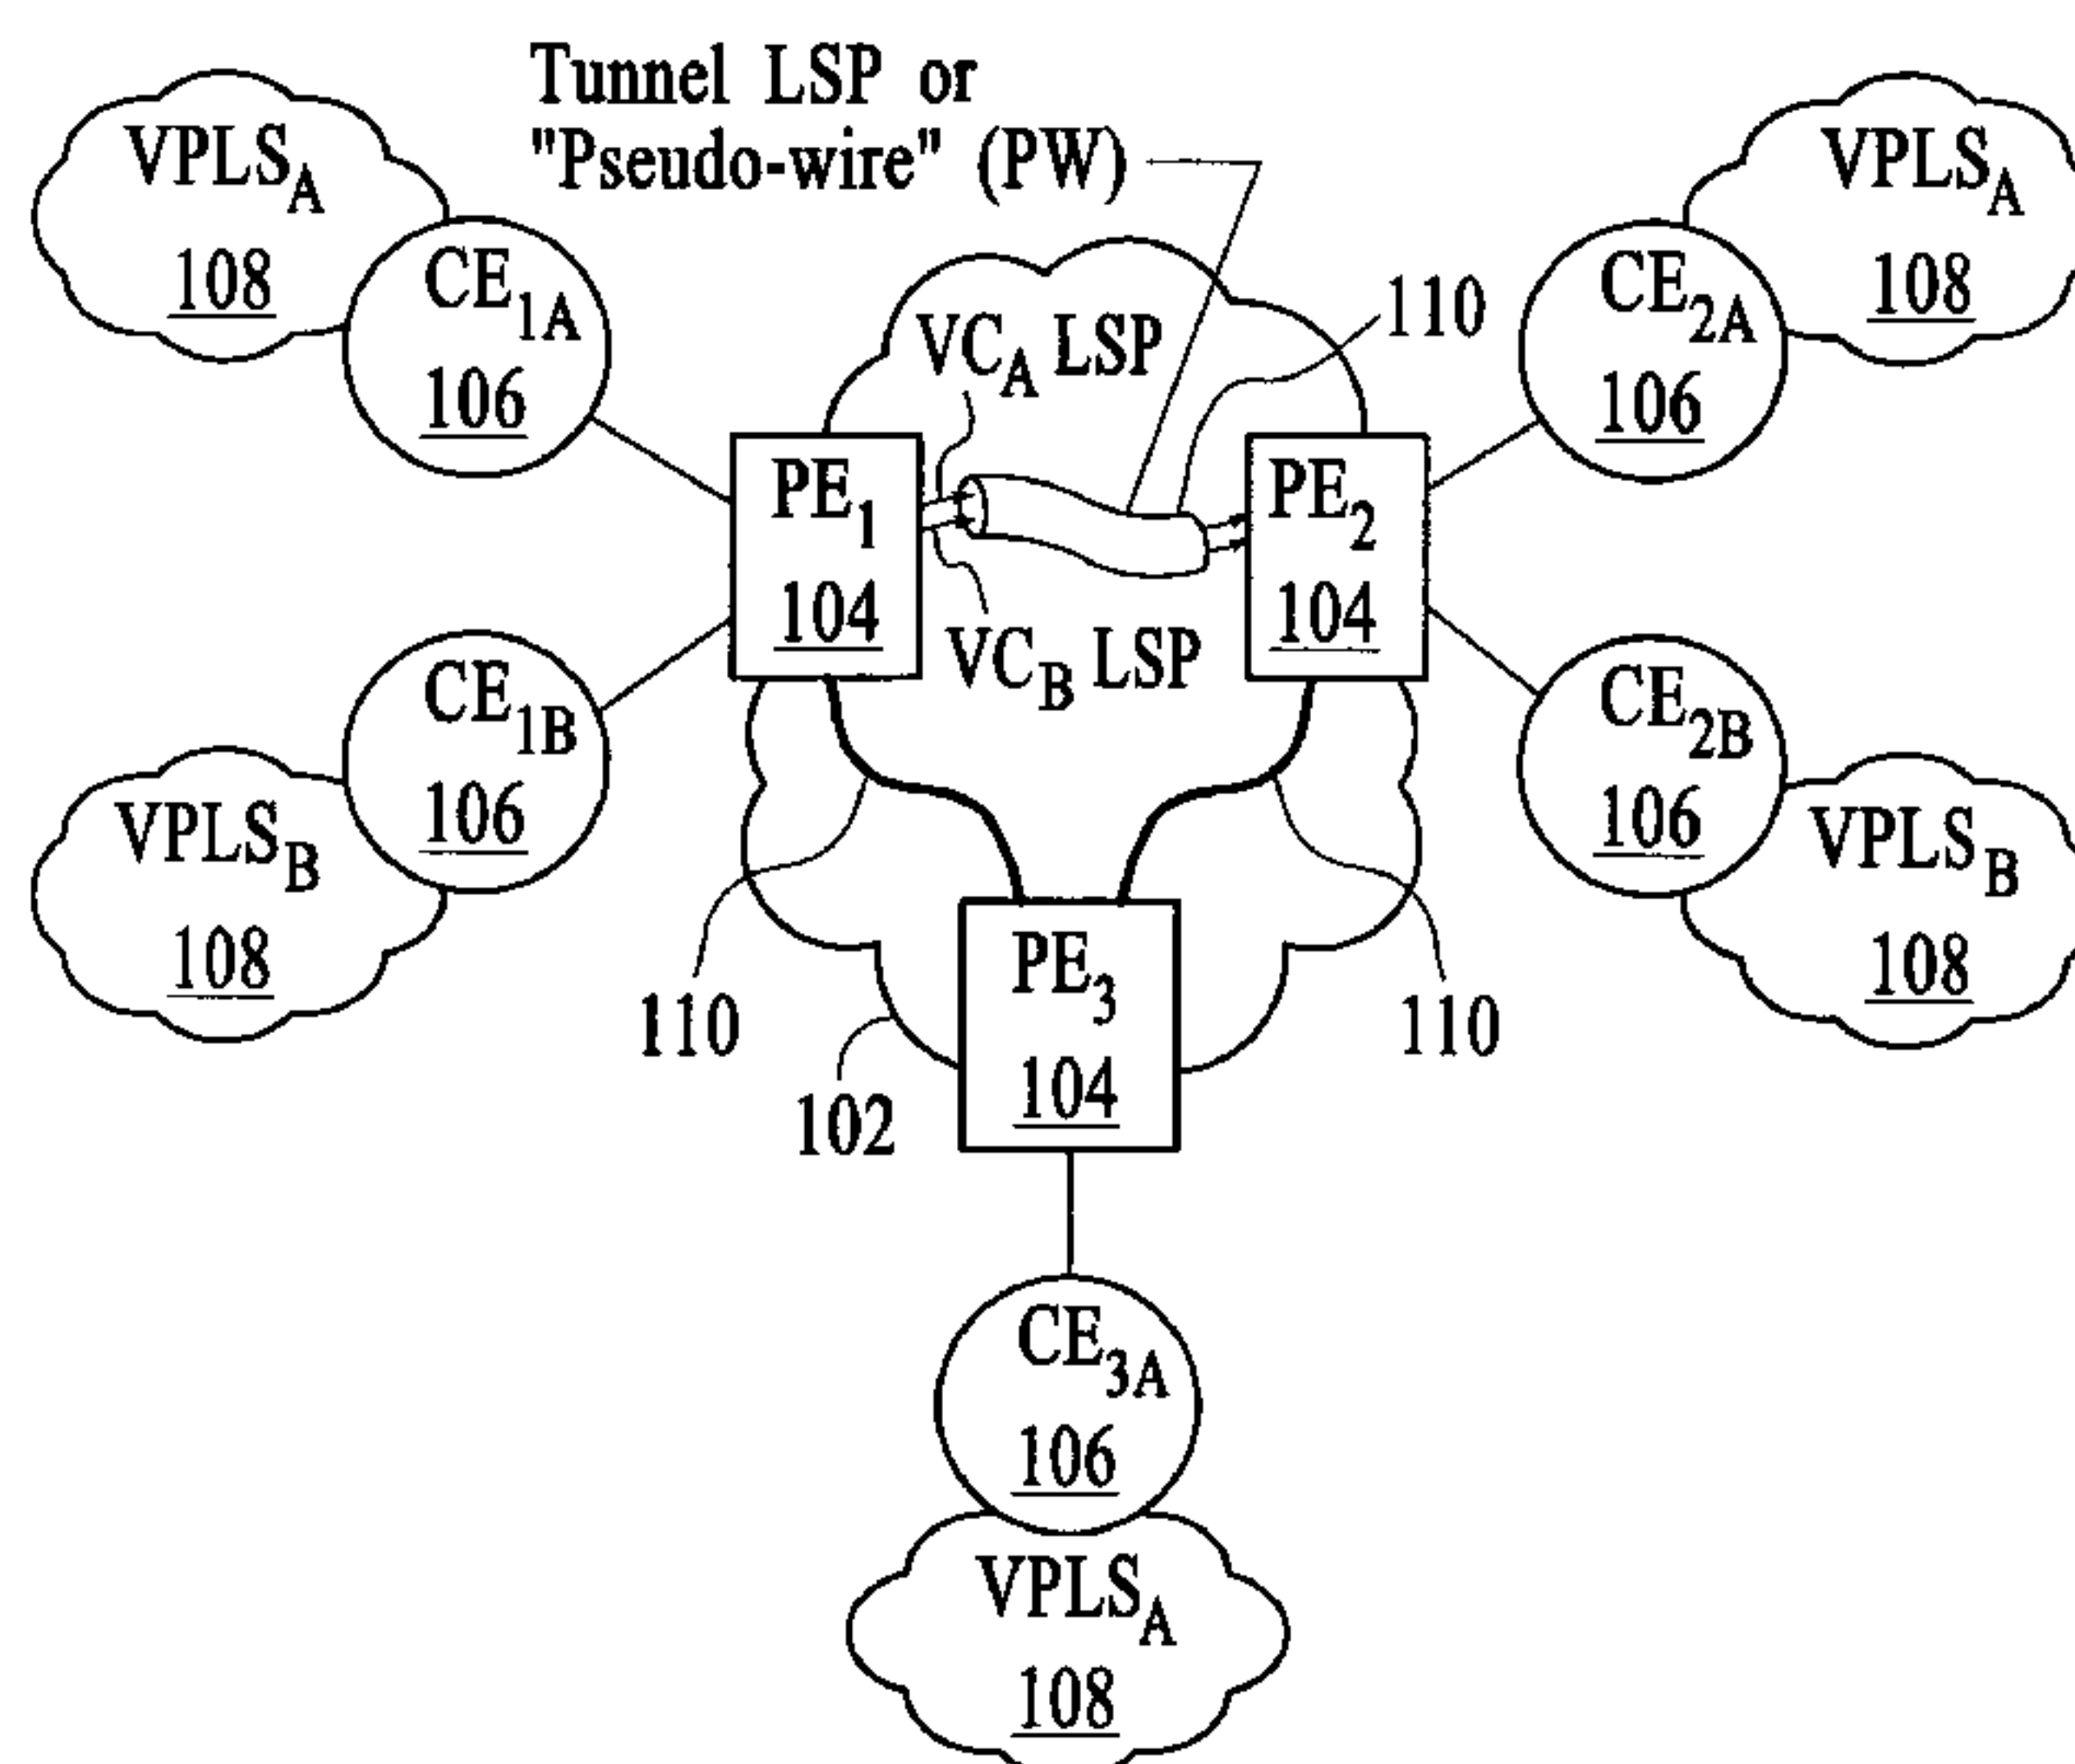 Tunnel LSP or
"Pseudo-wire" (PW)
VPLSA
108
CE1A
106
VPLSA
108
CE2A
106
110
VCA LSP
PE1
104
PE2
104
VCB LSP
CE1B
106
VPLSB
108
CE2B
106
VPLSB
108
110
110
102
PE3
104
CE3A
106
VPLSA
108